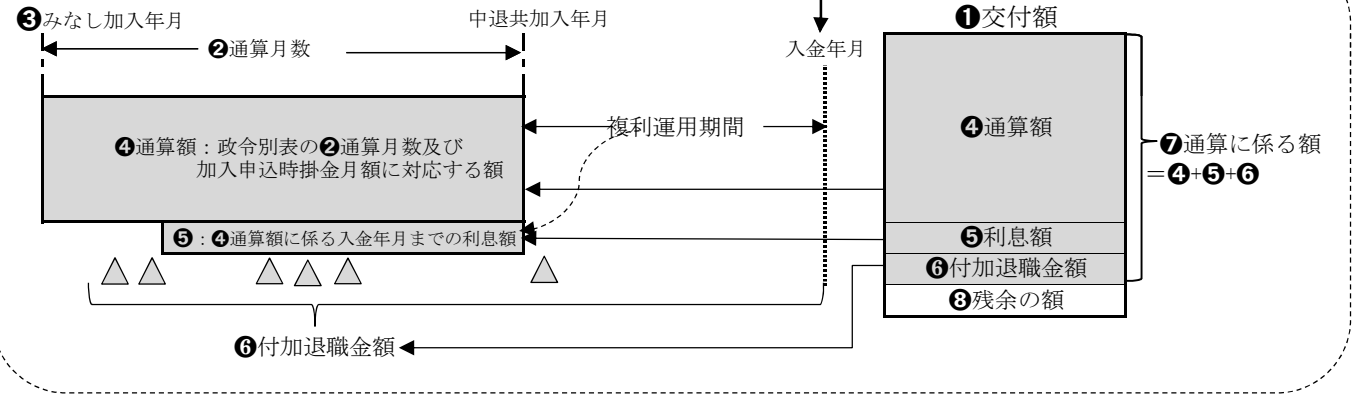 ❸みなし加入年月
中退共加入年月
❶交付額
❷通算月数
入金年月
複利運用期間
❹通算額
❹通算額：政令別表の❷通算月数及び
加入申込時掛金月額に対応する額
❼通算に係る額
＝❹+❺+❻
❺：❹通算額に係る入金年月までの利息額
❺利息額
❻付加退職金額
❽残余の額
❻付加退職金額